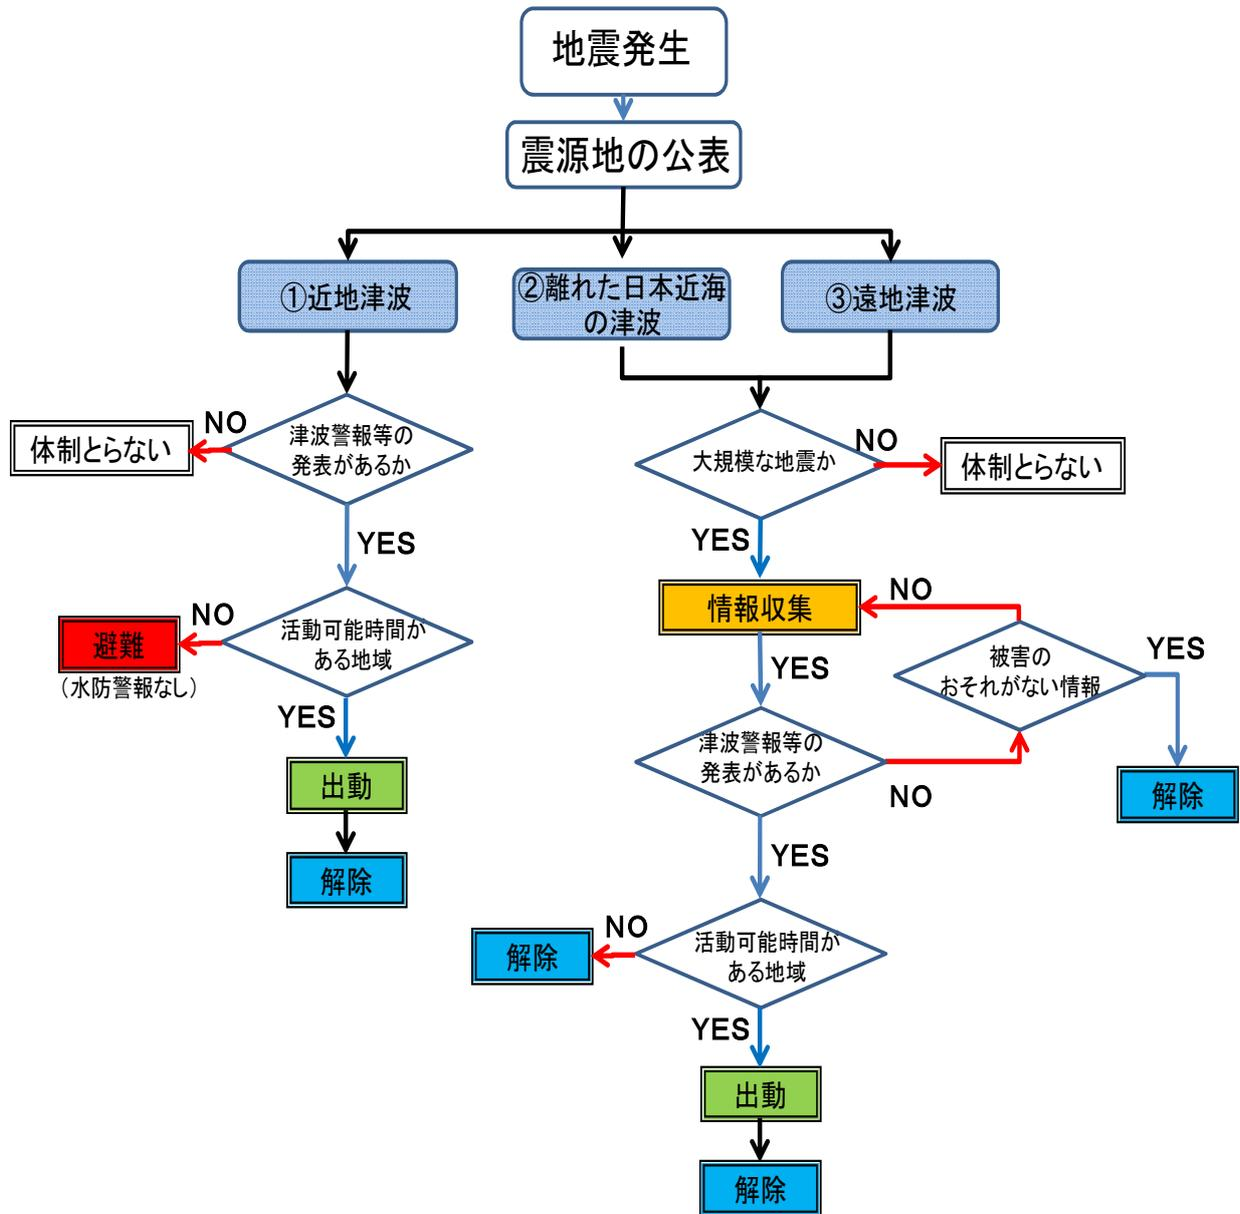 地震発生
震源地の公表
①近地津波
②離れた日本近海
の津波
③遠地津波
津波警報等の
発表があるか
NO
体制とらない
YES
大規模な地震か
NO
体制とらない
YES
活動可能時間が
ある地域
NO
避難
（水防警報なし）
YES
出動
解除
情報収集
NO
YES
被害の
おそれがない情報
YES
解除
津波警報等の
発表があるか
NO
YES
活動可能時間が
ある地域
NO
解除
YES
出動
解除